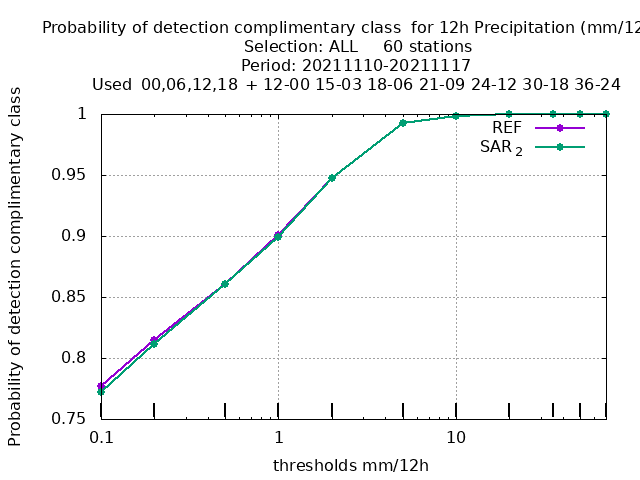 Probability of detection complimentary class  for 12h Precipitation (mm/12
Selection: ALL     60 stations
Period: 20211110-20211117
Used  00,06,12,18  + 12-00 15-03 18-06 21-09 24-12 30-18 36-24
Probability of detection complimentary class
1
0.95
0.9
0.85
0.8
0.75
REF
SAR 2
0.1 1 10
thresholds mm/12h